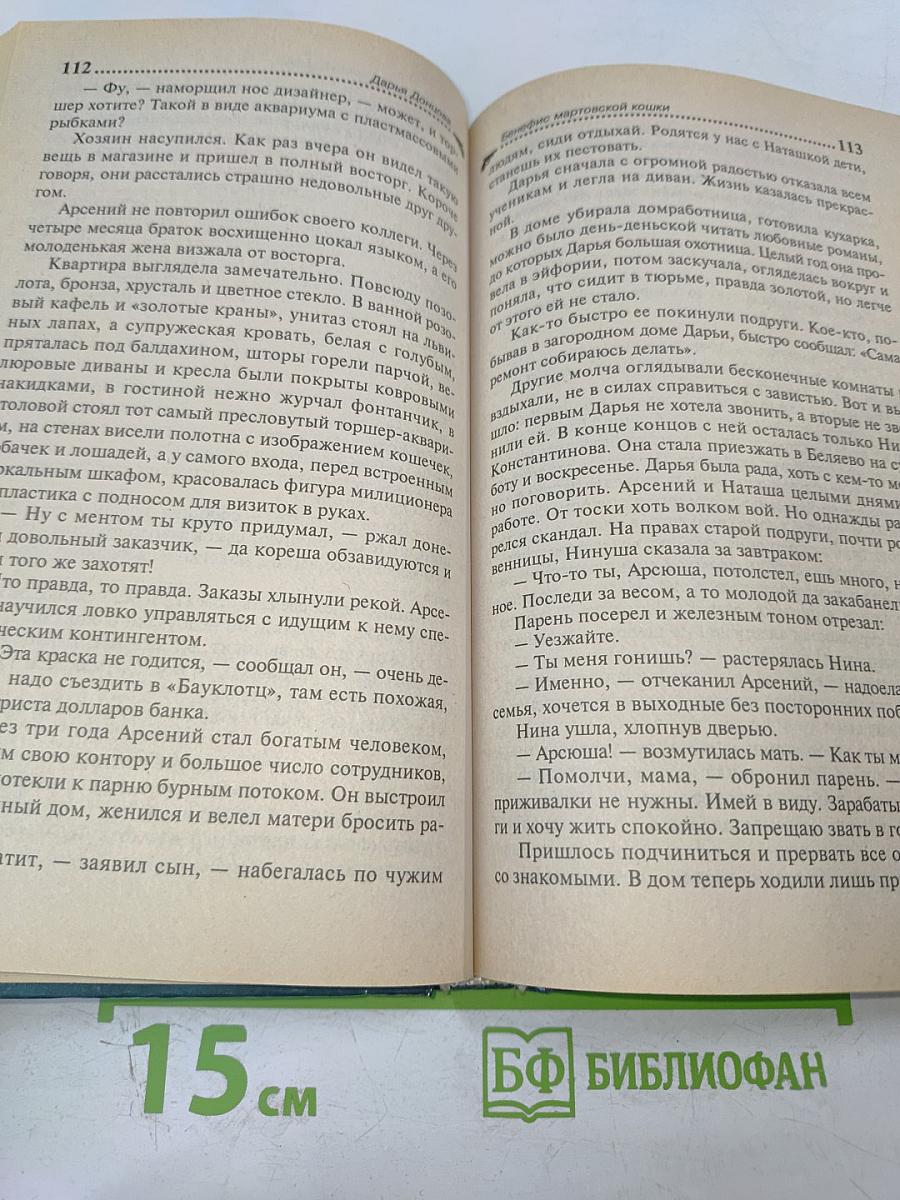 112
Дарья Донцова
— Фу, — наморщил нос дизайнер, — может, и тор-
шер хотите? Такой в виде аквариума с пластмассовыми
рыбками?
Хозяин насупился. Как раз вчера он видел такую
вещь в магазине и пришел в полный восторг. Короче
говоря, они расстались страшно недовольные друг дру-
гом.
Арсений не повторил ошибок своего коллеги. Через
четыре месяца браток восхищенно цокал языком, а его
молоденькая жена визжала от восторга.
Квартира выглядела замечательно. Повсюду позо-
лота, бронза, хрусталь и цветное стекло. В ванной розо-
вый кафель и «золотые краны», унитаз стоял на льви-
ных лапах, а супружеская кровать, белая с голубым,
пряталась под балдахином, шторы горели парчой, ве-
люровые диваны и кресла были покрыты ковровыми
накидками, в гостиной нежно журчал фонтанчик, в
толовой стоял тот самый пресловутый торшер-аквари-
м, на стенах висели полотна с изображением кошечек,
бачек и лошадей, а у самого входа, перед встроенным
ркальным шкафом, красовалась фигура милиционера
пластика с подносом для визиток в руках.
— Ну с ментом ты круто придумал, — ржал доне-
довольный заказчик, — да кореша обзавидуются и
того же захотят!
то правда, то правда. Заказы хлынули рекой. Арсе-
научился ловко управляться с идущим к нему спе-
ческим контингентом.
Эта краска не годится, — сообщал он, — очень де-
надо съездить в «Бауклотц», там есть похожая,
риста долларов банка.
ез три года Арсений стал богатым человеком,
м свою контору и большое число сотрудников,
отекли к парню бурным потоком. Он выстроил
ный дом, женился и велел матери бросить ра-
атит, — заявил сын, — набегалась по чужим
Бенефис мартовской кошки
113
людям, сиди отдыхай. Родятся у нас с Наташкой дети,
станешь их пестовать.
Дарья сначала с огромной радостью отказала всем
ученикам и легла на диван. Жизнь казалась прекрас-
ной.
В доме убирала домработница, готовила кухарка,
можно было день-деньской читать любовные романы,
до которых Дарья большая охотница. Целый год она про-
вела в эйфории, потом заскучала, огляделась вокруг и
поняла, что сидит в тюрьме, правда золотой, но легче
от этого ей не стало.
Как-то быстро ее покинули подруги. Кое-кто, по-
бывав в загородном доме Дарьи, быстро сообщал: «Сама
ремонт собираюсь делать».
Другие молча оглядывали бесконечные комнаты
вздыхали, не в силах справиться с завистью. Вот и вы
шло: первым Дарья не хотела звонить, а вторые не зво
нили ей. В конце концов с ней осталась только Ни
Константинова. Она стала приезжать в Беляево на су
боту и воскресенье. Дарья была рада, хоть с кем-то мо
но поговорить. Арсений и Наташа целыми днями
работе. От тоски хоть волком вой. Но однажды ра
релся скандал. На правах старой подруги, почти ро
венницы, Нинуша сказала за завтраком:
— Что-то ты, Арсюша, потолстел, ешь много, н
ное. Последи за весом, а то молодой да закабанел
Парень посерел и железным тоном отрезал:
— Уезжайте.
— Ты меня гонишь? — растерялась Нина.
— Именно, — отчеканил Арсений, — надоела
семья, хочется в выходные без посторонних поб
Нина ушла, хлопнув дверью.
— Арсюша! — возмутилась мать. — Как ты м
— Помолчи, мама, — обронил парень. —
приживалки не нужны. Имей в виду. Зарабаты
ги и хочу жить спокойно. Запрещаю звать в го
Пришлось подчиниться и прервать все о
со знакомыми. В дом теперь ходили лишь пр
15 см
БФ БИБЛИОФАН